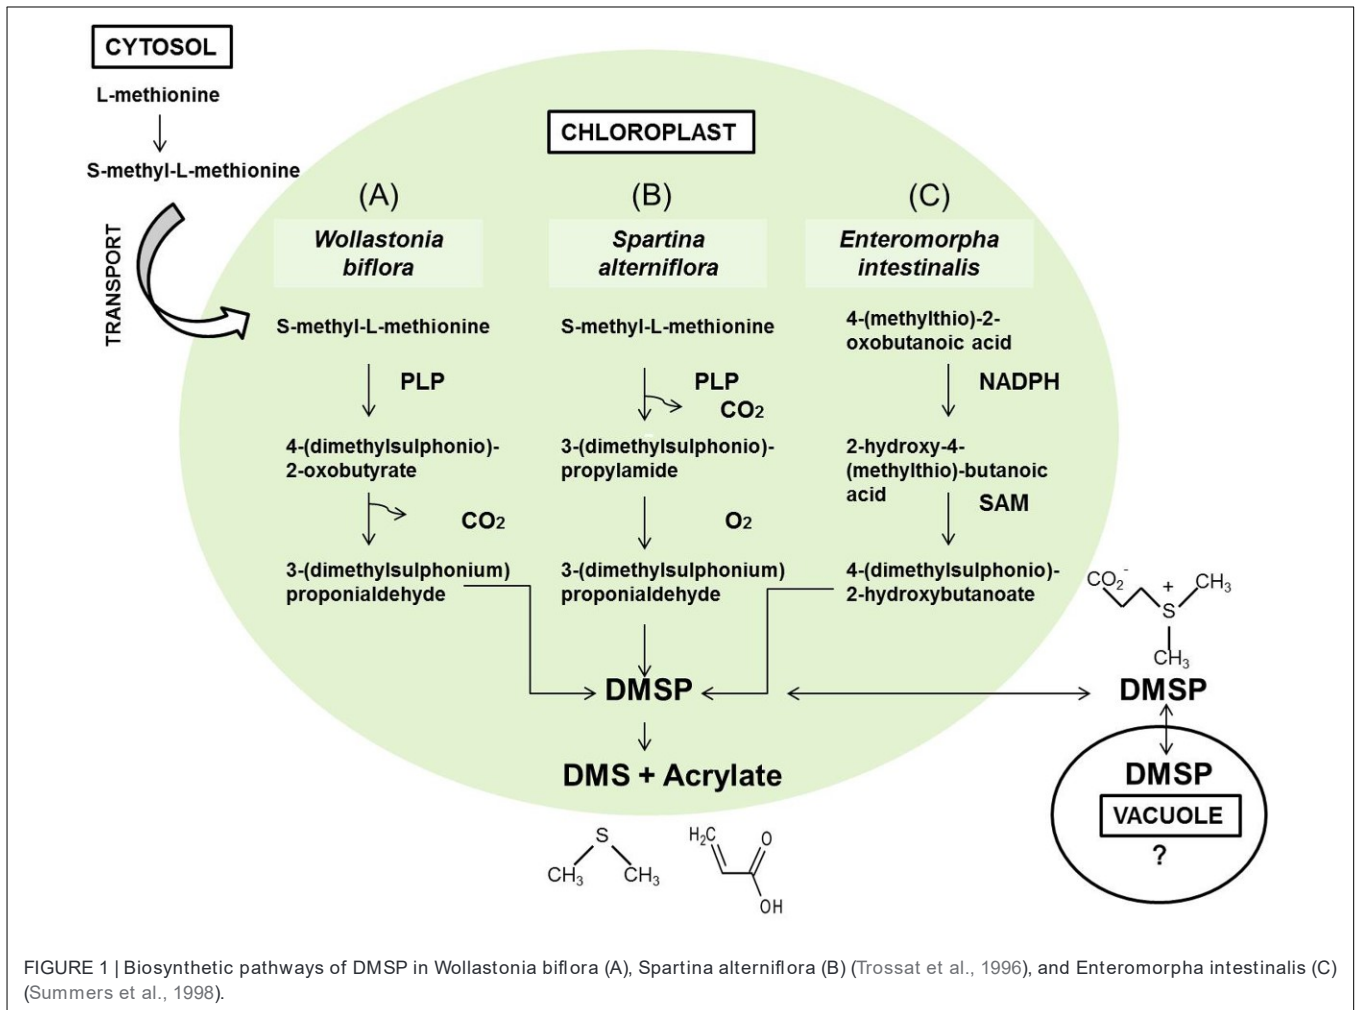 CYTOSOL
L-methionine
S-methyl-L-methionine
TRANSPORT
CHLOROPLAST
(A)
Wollastonia
biflora
S-methyl-L-methionine
PLP
4-(dimethylsulphonio)-
2-oxobutyrate
CO2
3-(dimethylsulphonium)
proponialdehyde
(B)
Spartina
alterniflora
S-methyl-L-methionine
PLP
CO2
3-(dimethylsulphonio)-
propylamide
O2
3-(dimethylsulphonium)
proponialdehyde
(C)
Enteromorpha
intestinalis
4-(methylthio)-2-
oxobutanoic acid
NADPH
2-hydroxy-4-
(methylthio)-butanoic
acid
SAM
4-(dimethylsulphonio)-
2-hydroxybutanoate
DMSP
DMS + Acrylate
S
CH3
CH3
H2C
O
OH
CO2-
+
S
CH3
CH3
DMSP
DMSP
VACUOLE
?
FIGURE 1 | Biosynthetic pathways of DMSP in Wollastonia biflora (A), Spartina alterniflora (B) (Trossat et al., 1996), and Enteromorpha intestinalis (C)
(Summers et al., 1998).